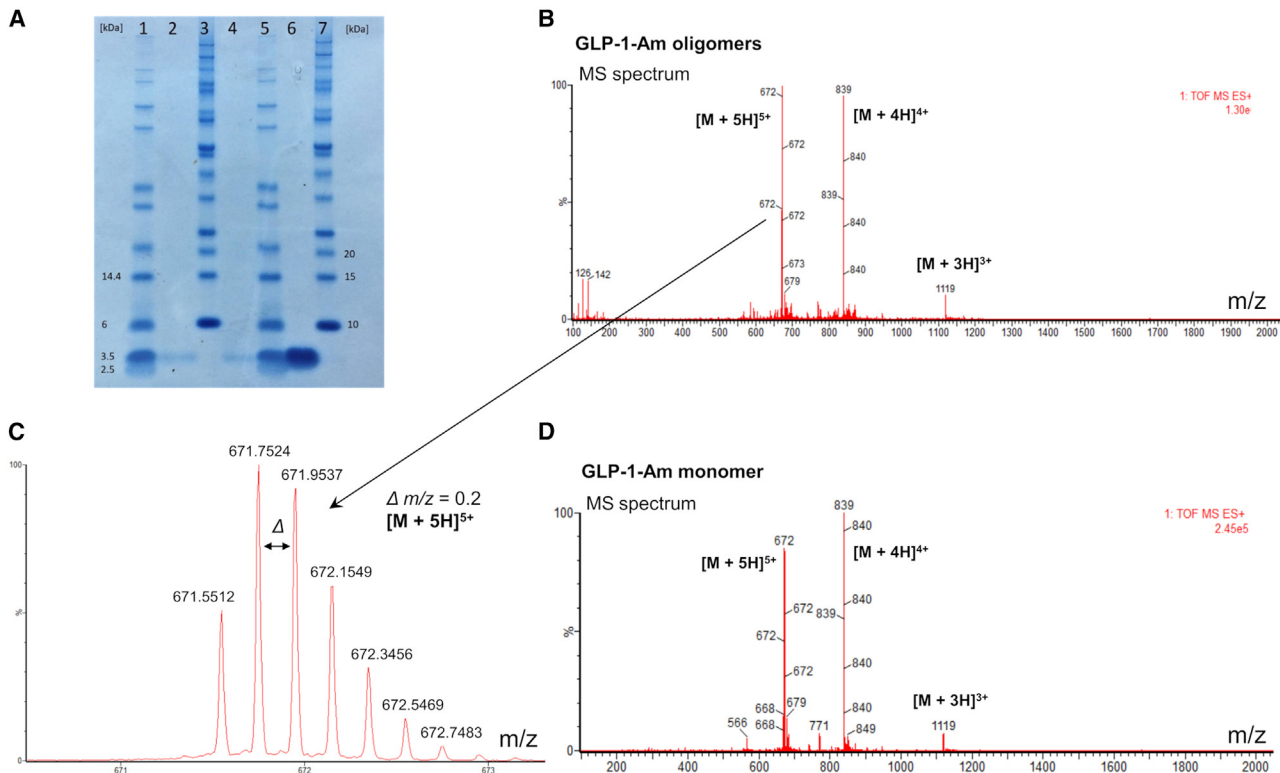 A
[kDa] 1 2 3 4 5 6 7 [kDa]
20
14.4 15
6 10
3.5
2.5
B
GLP-1-Am oligomers
MS spectrum
1: TOF MS ES+
1.30e
100
%
0
672
[M + 5H]⁵⁺
672
672
672
673
679
126
142
839
[M + 4H]⁴⁺
840
839
840
840
[M + 3H]³⁺
1119
m/z
100 200 300 400 500 600 700 800 900 1000 1100 1200 1300 1400 1500 1600 1700 1800 1900 2000
C
100
%
0
671.7524
671.9537
Δ m/z = 0.2
[M + 5H]⁵⁺
Δ
672.1549
671.5512
672.3456
672.5469
672.7483
m/z
671 672 673
D
GLP-1-Am monomer
MS spectrum
1: TOF MS ES+
2.45e5
100
%
0
839
840
672
[M + 5H]⁵⁺
[M + 4H]⁴⁺
672
840
839
672
840
672
668
679
840
[M + 3H]³⁺
566
668
771
849
1119
m/z
200 400 600 800 1000 1200 1400 1600 1800 2000